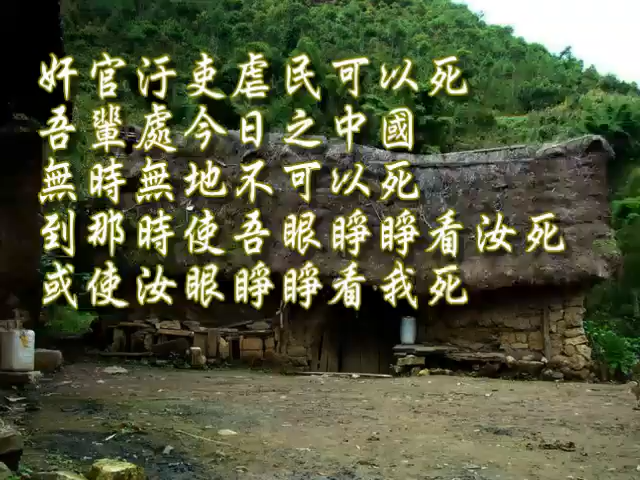 奸官汙吏虐民可以死
吾輩處今日之中國
無時無地不可以死
到那時使吾眼睜睜看汝死
或使汝眼睜睜看我死